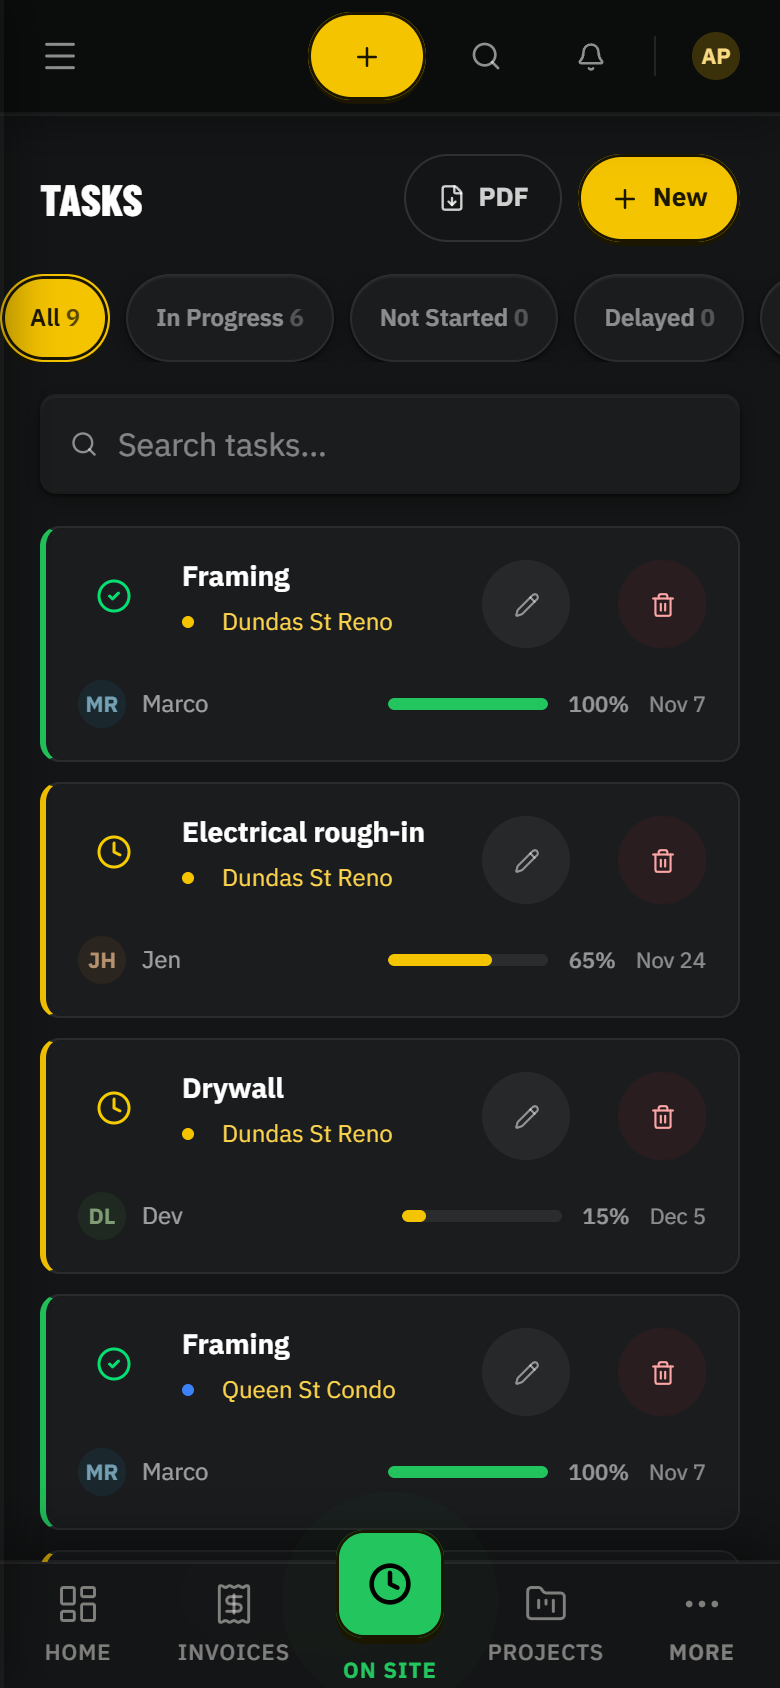 +
AP
TASKS
PDF
+ New
All 9
In Progress 6
Not Started 0
Delayed 0
Search tasks...
Framing
Dundas St Reno
MR Marco 100% Nov 7
Electrical rough-in
Dundas St Reno
JH Jen 65% Nov 24
Drywall
Dundas St Reno
DL Dev 15% Dec 5
Framing
Queen St Condo
MR Marco 100% Nov 7
HOME
INVOICES
ON SITE
PROJECTS
MORE